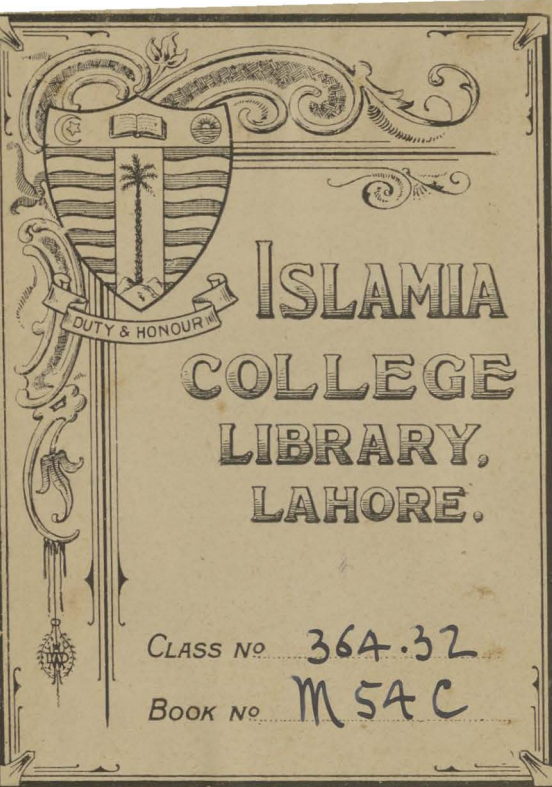 DUTY & HONOUR
ISLAMIA
COLLEGE
LIBRARY,
LAHORE.
CLASS Nº 364.32
BOOK Nº M54C